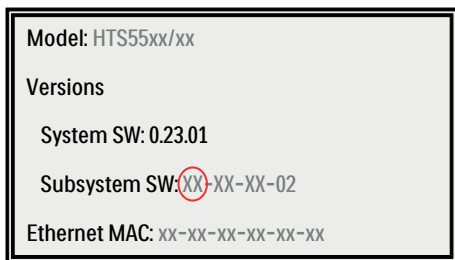 Model: HTS55xx/xx
Versions
System SW: 0.23.01
Subsystem SW: XX-XX-XX-02
Ethernet MAC: xx-xx-xx-xx-xx-xx